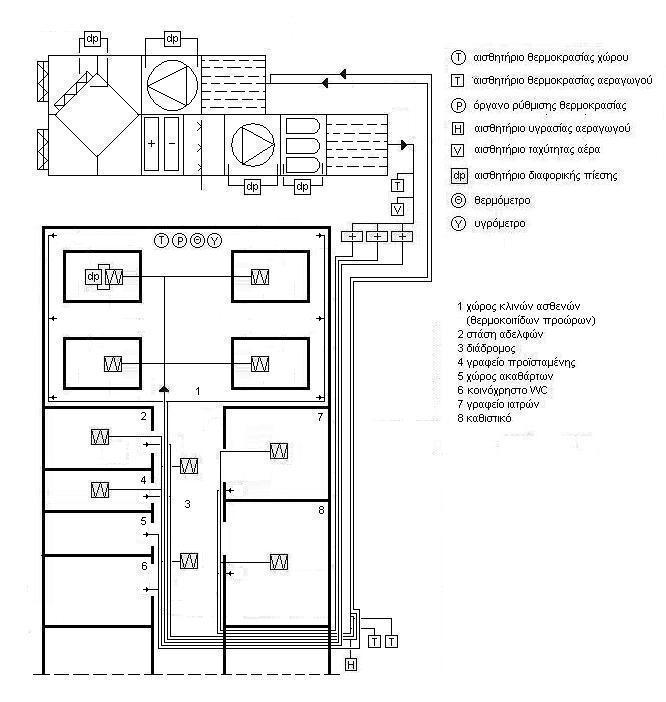 dp
dp
T αισθητήριο θερμοκρασίας χώρου
T αισθητήριο θερμοκρασίας αεραγωγού
P όργανο ρύθμισης θερμοκρασίας
H αισθητήριο υγρασίας αεραγωγού
V αισθητήριο ταχύτητας αέρα
dp αισθητήριο διαφορικής πίεσης
Θ θερμόμετρο
Υ υγρόμετρο
+ −
dp
dp
T
V
+ + +
T P Θ Υ
dp
1 χώρος κλινών ασθενών
(θερμοκοιτίδων προώρων)
2 στάση αδελφών
3 διάδρομος
4 γραφείο προϊσταμένης
5 χώρος ακαθάρτων
6 κοινόχρηστο WC
7 γραφείο ιατρών
8 καθιστικό
1
2
7
4
3
8
5
6
T T
H